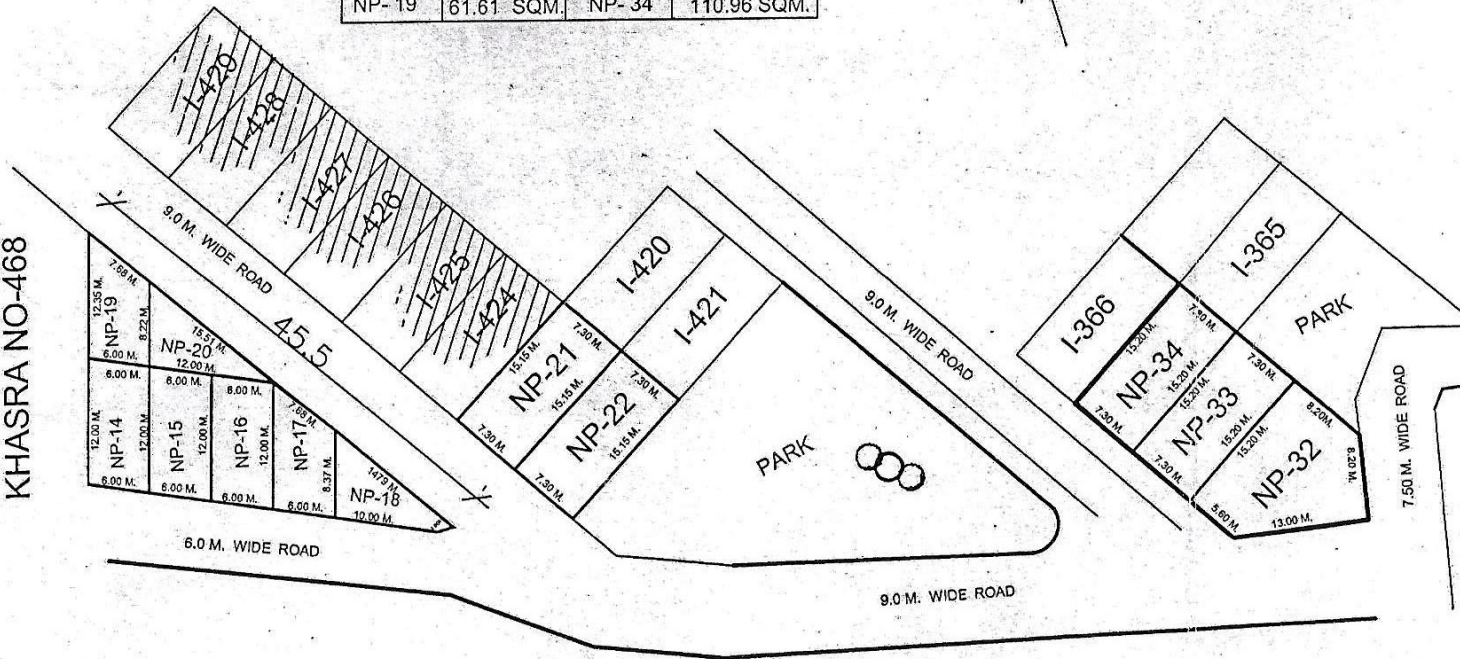 NP- 19 61.61 SQM. NP- 34 110.96 SQM.
I-429
I-428
I-427
I-426
I-425
I-424
I-420
I-421
9.0 M. WIDE ROAD
45.5
KHASRA NO-468
7.68 M.
12.35 M.
NP-19
8.22 M.
6.00 M.
15.57 M.
NP-20
12.00 M.
6.00 M.
6.00 M.
6.00 M.
7.68 M.
12.00 M.
NP-14
12.00 M.
NP-15
12.00 M.
NP-16
12.00 M.
NP-17
8.37 M.
1479 M.
NP-18
10.00 M.
6.00 M.
6.00 M.
6.00 M.
6.00 M.
6.0 M. WIDE ROAD
7.30 M.
15.15 M.
NP-21
15.15 M.
7.30 M.
7.30 M.
NP-22
15.15 M.
7.30 M.
PARK
9.0 M. WIDE ROAD
9.0 M. WIDE ROAD
I-366
I-365
PARK
15.20 M.
7.30 M.
NP-34
15.20 M.
7.30 M.
7.30 M.
15.20 M.
NP-33
15.20 M.
7.30 M.
8.20M.
15.20 M.
NP-32
8.20 M.
5.60 M.
13.00 M.
7.50 M. WIDE ROAD